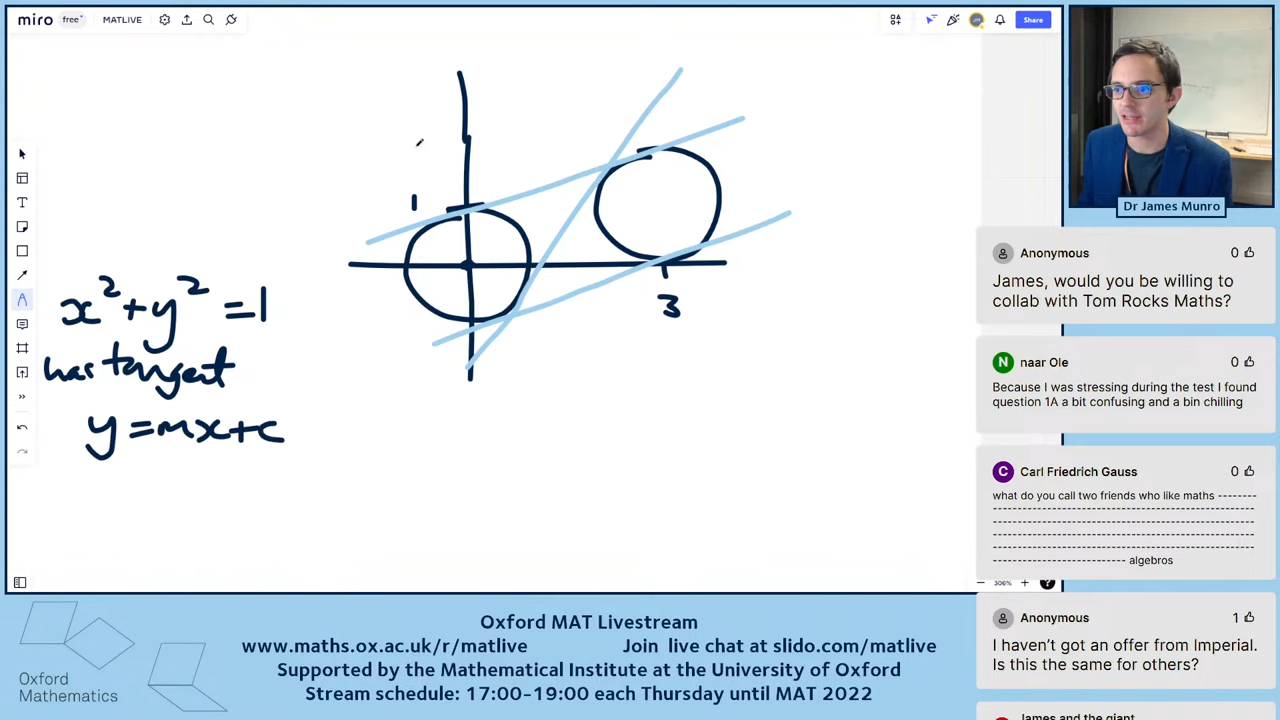 miro free MATLIVE Share
1
3
x²+y²=1
has tangent
y=mx+c
306%
Dr James Munro
Anonymous 0
James, would you be willing to
collab with Tom Rocks Maths?
N naar Ole 0
Because I was stressing during the test I found
question 1A a bit confusing and a bin chilling
C Carl Friedrich Gauss 0
what do you call two friends who like maths --------
----------------------------------------------------
----------------------------------------------------
----------------------------------------------------
----------------------------------------------------
-------------------------- algebros
Anonymous 1
I haven't got an offer from Imperial.
Is this the same for others?
James and the giant
Oxford
Mathematics
Oxford MAT Livestream
www.maths.ox.ac.uk/r/matlive Join live chat at slido.com/matlive
Supported by the Mathematical Institute at the University of Oxford
Stream schedule: 17:00-19:00 each Thursday until MAT 2022